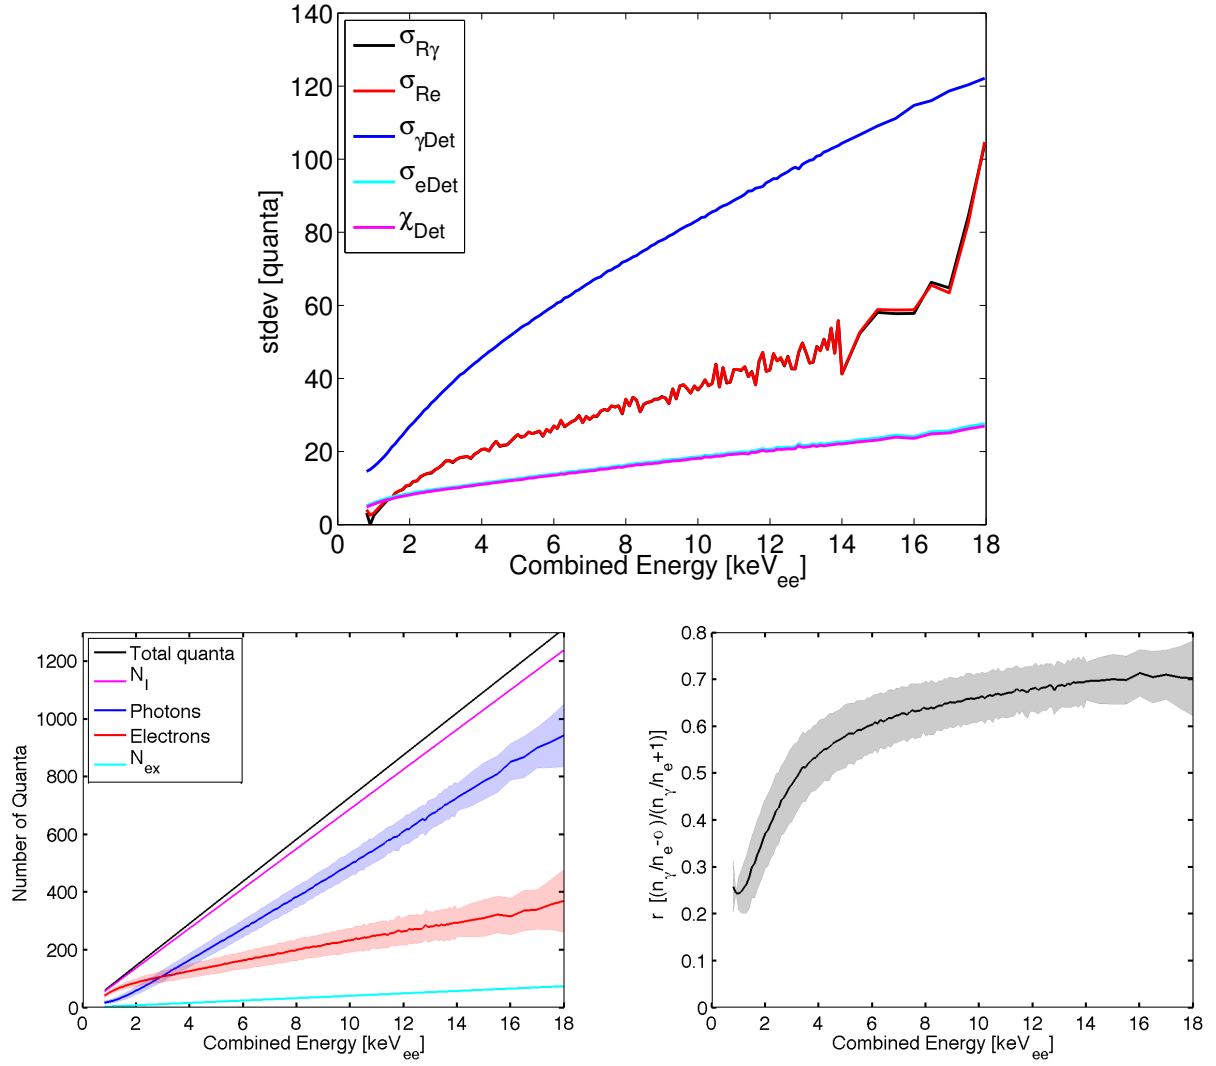 140
120
100
80
60
40
20
0
stdev [quanta]
σRγ
σRe
σγDet
σeDet
χDet
0 2 4 6 8 10 12 14 16 18
Combined Energy [keVee]
1200
1000
800
600
400
200
0
Number of Quanta
Total quanta
NI
Photons
Electrons
Nex
0 2 4 6 8 10 12 14 16 18
Combined Energy [keVee]
0.8
0.7
0.6
0.5
0.4
0.3
0.2
0.1
0
r [(nγ/ne-α)/(nγ/ne+1)]
0 2 4 6 8 10 12 14 16 18
Combined Energy [keVee]